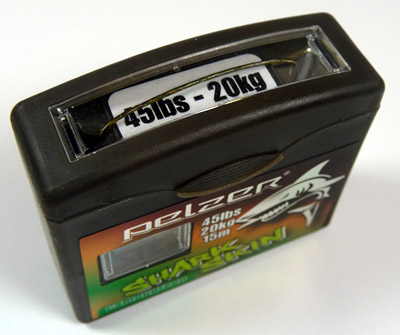 45lbs - 20kg
PELZER
45lbs
20kg
15m
SHARK
SKIN